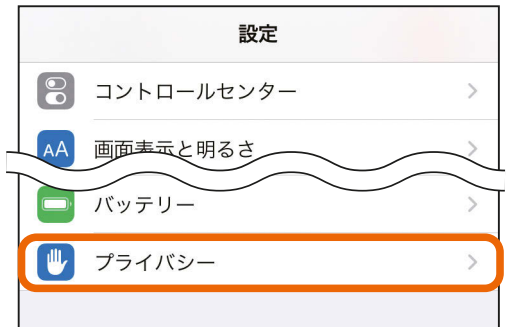 設定
コントロールセンター
AA 画面表示と明るさ
バッテリー
プライバシー